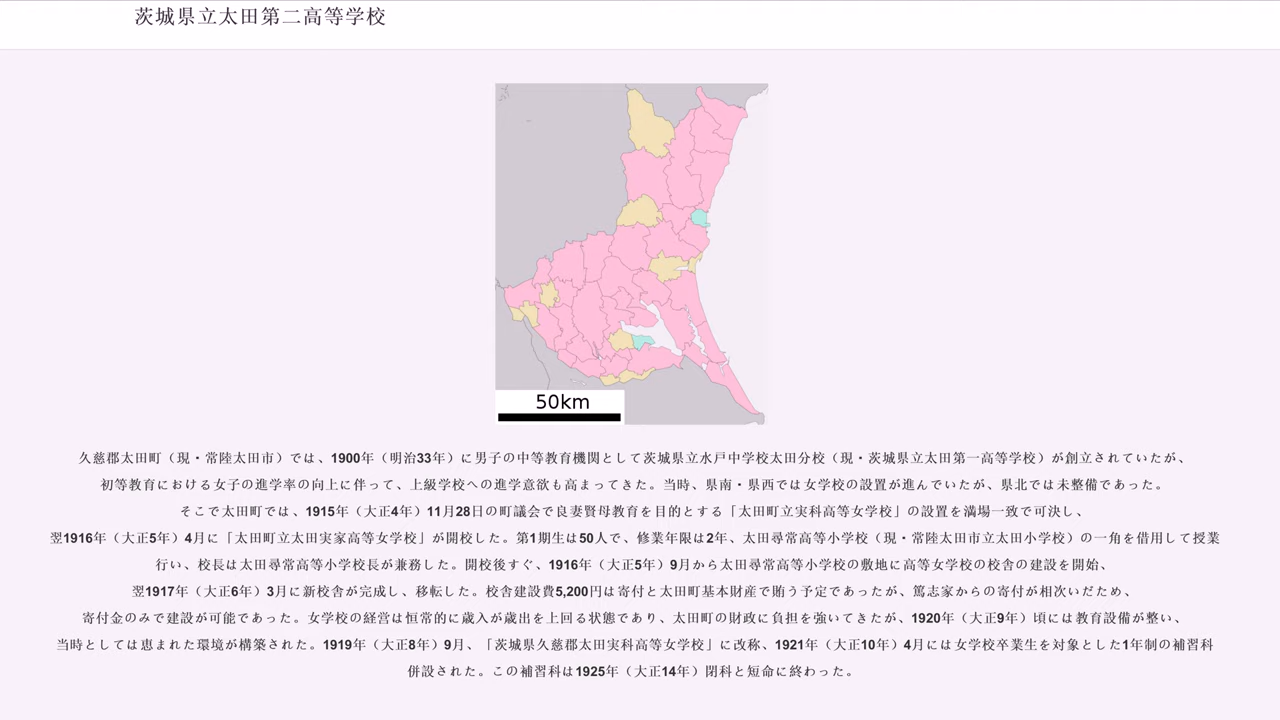 茨城県立太田第二高等学校
50km
久慈郡太田町（現・常陸太田市）では、1900年（明治33年）に男子の中等教育機関として茨城県立水戸中学校太田分校（現・茨城県立太田第一高等学校）が創立されていたが、
初等教育における女子の進学率の向上に伴って、上級学校への進学意欲も高まってきた。当時、県南・県西では女学校の設置が進んでいたが、県北では未整備であった。
そこで太田町では、1915年（大正4年）11月28日の町議会で良妻賢母教育を目的とする「太田町立実科高等女学校」の設置を満場一致で可決し、
翌1916年（大正5年）4月に「太田町立太田実家高等女学校」が開校した。第1期生は50人で、修業年限は2年、太田尋常高等小学校（現・常陸太田市立太田小学校）の一角を借用して授業
行い、校長は太田尋常高等小学校長が兼務した。開校後すぐ、1916年（大正5年）9月から太田尋常高等小学校の敷地に高等女学校の校舎の建設を開始、
翌1917年（大正6年）3月に新校舎が完成し、移転した。校舎建設費5,200円は寄付と太田町基本財産で賄う予定であったが、篤志家からの寄付が相次いだため、
寄付金のみで建設が可能であった。女学校の経営は恒常的に歳入が歳出を上回る状態であり、太田町の財政に負担を強いてきたが、1920年（大正9年）頃には教育設備が整い、
当時としては恵まれた環境が構築された。1919年（大正8年）9月、「茨城県久慈郡太田実科高等女学校」に改称、1921年（大正10年）4月には女学校卒業生を対象とした1年制の補習科
併設された。この補習科は1925年（大正14年）閉科と短命に終わった。